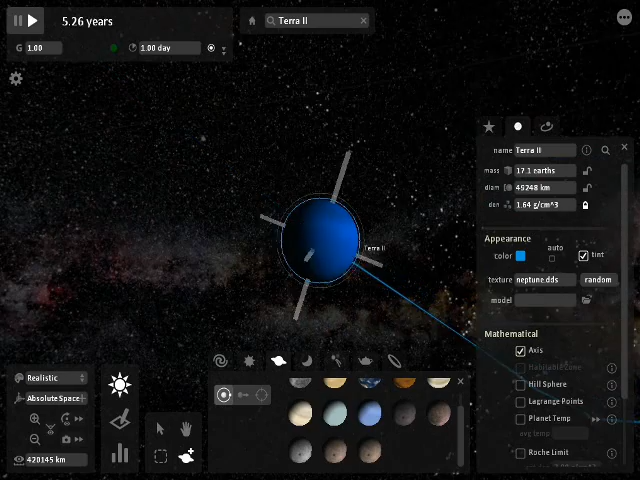 5.26 years
Terra II
G 1.00
1.00 day
name Terra II
mass 17.1 earths
diam 49248 km
den 1.64 g/cm^3
Appearance
auto
color
tint
texture neptune.dds random
model
Terra II
Mathematical
Axis
Habitable Zone
Hill Sphere
Lagrange Points
Planet Temp
avg temp
Roche Limit
Realistic
Absolute Space
420145 km